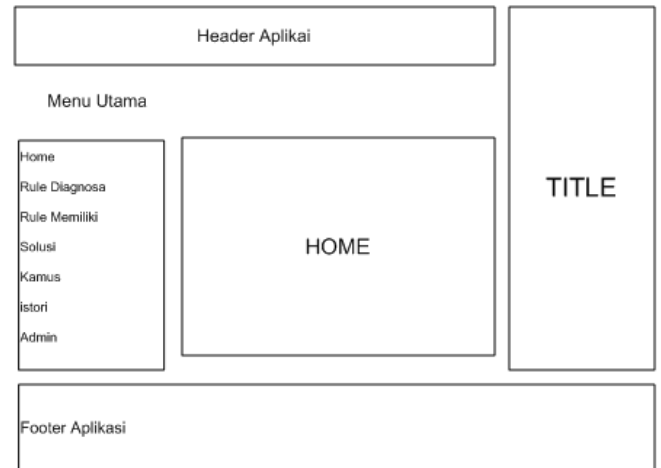 Header Aplikai
Menu Utama
Home
Rule Diagnosa
Rule Memiliki
Solusi
Kamus
istori
Admin
HOME
TITLE
Footer Aplikasi